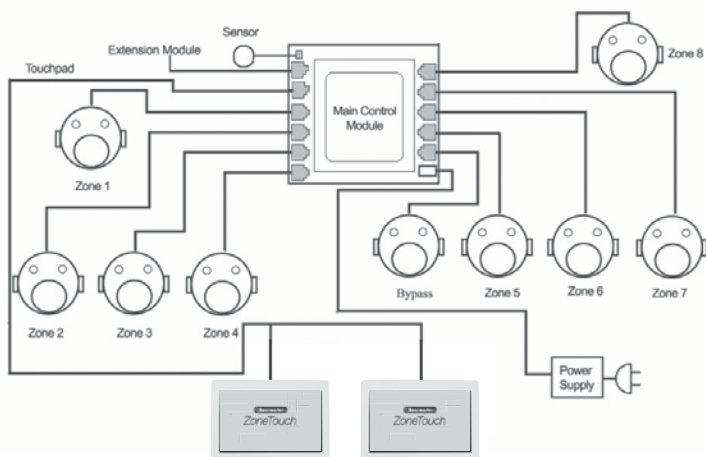 Sensor
Extension Module
Touchpad
Zone 8
Main Control
Module
Zone 1
Zone 2
Zone 3
Zone 4
Bypass
Zone 5
Zone 6
Zone 7
Power
Supply
ZoneTouch
ZoneTouch